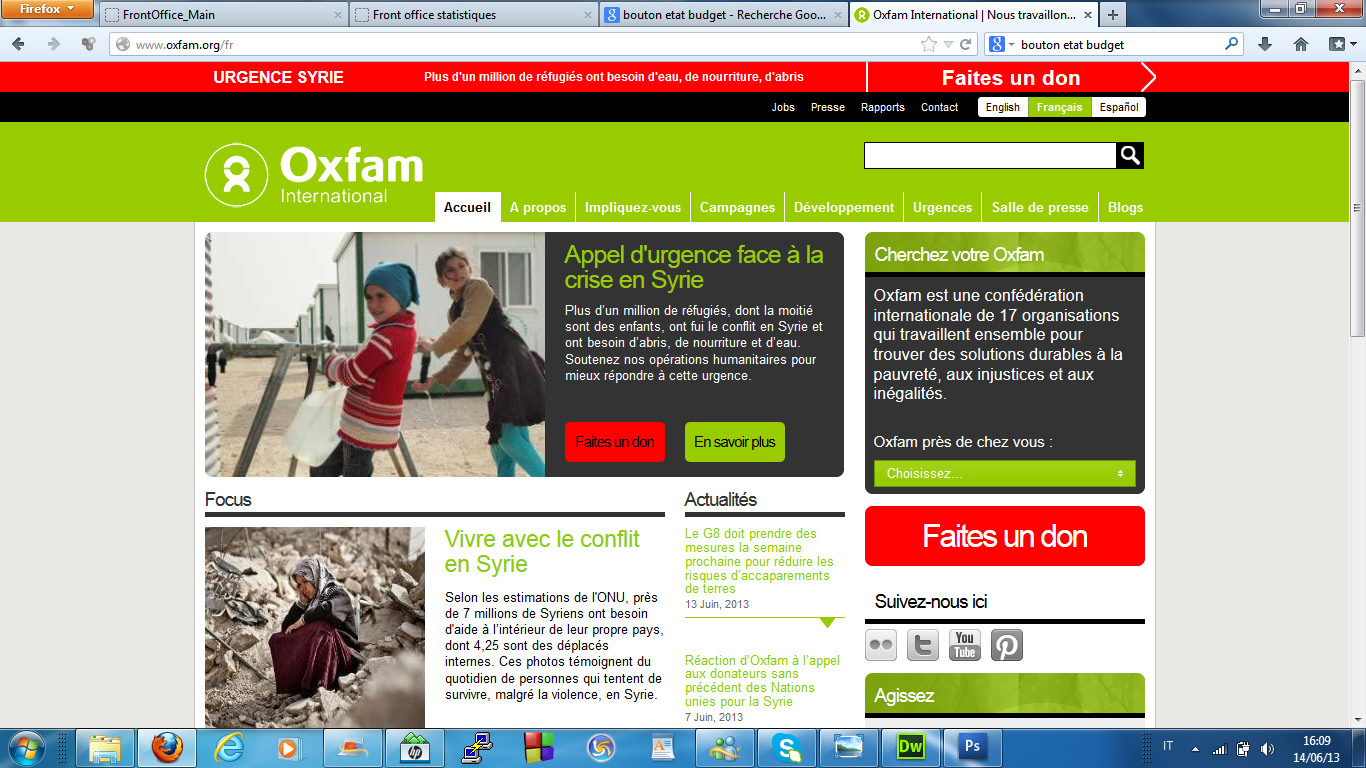 Firefox
FrontOffice_Main
Front office statistiques
bouton etat budget - Recherche Goo...
Oxfam International | Nous travaillon...
www.oxfam.org/fr
bouton etat budget
URGENCE SYRIE
Plus d'un million de réfugiés ont besoin d'eau, de nourriture, d'abris
Faites un don
Jobs Presse Rapports Contact English Français Español
Oxfam
International
Accueil A propos Impliquez-vous Campagnes Développement Urgences Salle de presse Blogs
Appel d'urgence face à la
crise en Syrie
Plus d'un million de réfugiés, dont la moitié
sont des enfants, ont fui le conflit en Syrie et
ont besoin d'abris, de nourriture et d'eau.
Soutenez nos opérations humanitaires pour
mieux répondre à cette urgence.
Faites un don
En savoir plus
Cherchez votre Oxfam
Oxfam est une confédération
internationale de 17 organisations
qui travaillent ensemble pour
trouver des solutions durables à la
pauvreté, aux injustices et aux
inégalités.
Oxfam près de chez vous :
Choisissez...
Faites un don
Suivez-nous ici
You
Tube
Agissez
Focus
Vivre avec le conflit
en Syrie
Selon les estimations de l'ONU, près
de 7 millions de Syriens ont besoin
d'aide à l'intérieur de leur propre pays,
dont 4,25 sont des déplacés
internes. Ces photos témoignent du
quotidien de personnes qui tentent de
survivre, malgré la violence, en Syrie.
Actualités
Le G8 doit prendre des
mesures la semaine
prochaine pour réduire les
risques d'accaparements
de terres
13 Juin, 2013
Réaction d'Oxfam à l'appel
aux donateurs sans
précédent des Nations
unies pour la Syrie
7 Juin, 2013
hp
Dw
Ps
IT
16:09
14/06/13